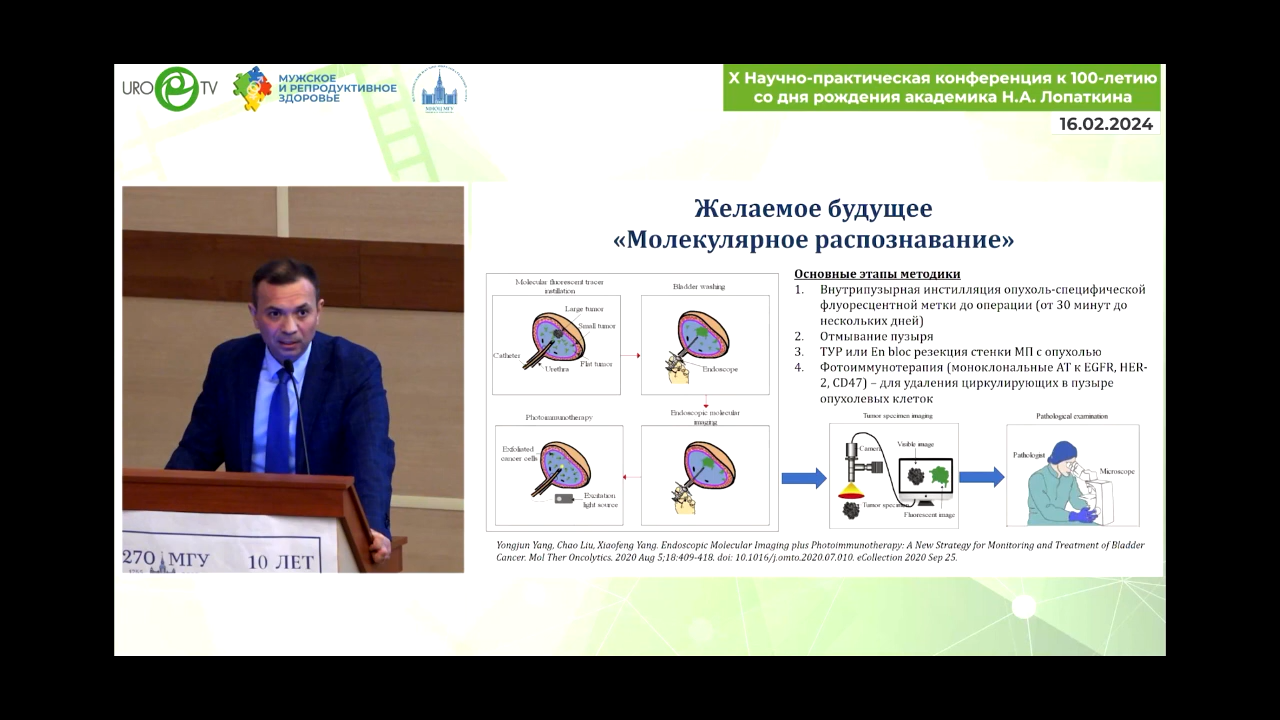 URO TV
МУЖСКОЕ
И РЕПРОДУКТИВНОЕ
ЗДОРОВЬЕ
X Научно-практическая конференция к 100-летию
со дня рождения академика Н.А. Лопаткина
16.02.2024
270 МГУ
10 ЛЕТ
Желаемое будущее
«Молекулярное распознавание»
Molecular fluorescent tracer
instillation
Large tumor
Small tumor
Catheter
Flat tumor
Urethra
Bladder washing
Endoscope
Photoimmunotherapy
Exfoliated
cancer cells
Excitation
light source
Endoscopic molecular
imaging
Основные этапы методики
1. Внутрипузырная инстилляция опухоль-специфической
флуоресцентной метки до операции (от 30 минут до
нескольких дней)
2. Отмывание пузыря
3. ТУР или En bloc резекция стенки МП с опухолью
4. Фотоиммунотерапия (моноклональные АТ к EGFR, HER-
2, CD47) – для удаления циркулирующих в пузыре
опухолевых клеток
Tumor specimen imaging
Camera
Visible image
Tumor specimen
Fluorescent image
Pathological examination
Pathologist
Microscope
Yongjun Yang, Chao Liu, Xiaofeng Yang. Endoscopic Molecular Imaging plus Photoimmunotherapy: A New Strategy for Monitoring and Treatment of Bladder
Cancer. Mol Ther Oncolytics. 2020 Aug 5;18:409-418. doi: 10.1016/j.omto.2020.07.010. eCollection 2020 Sep 25.